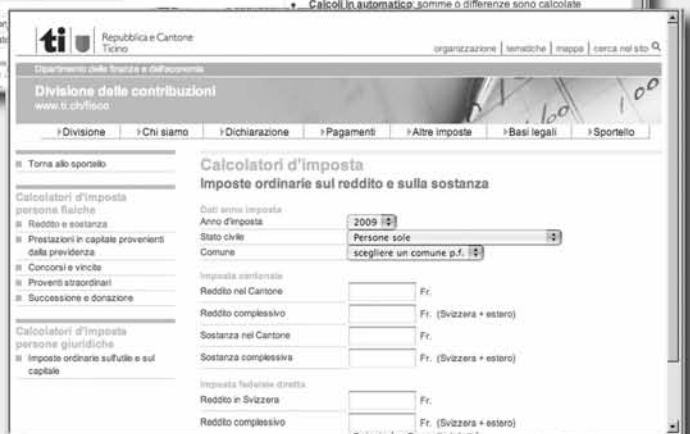 • Calcoli in automatico: somme o differenze sono calcolate
ti Repubblica e Cantone
Ticino
organizzazione | tematiche | mappa | cerca nel sito
Dipartimento delle finanze e dell'economia
Divisione delle contribuzioni
www.ti.ch/fisco
Divisione
Chi siamo
Dichiarazione
Pagamenti
Altre imposte
Basi legali
Sportello
Torna allo sportello
Calcolatori d'imposta
persone fisiche
Reddito e sostanza
Prestazioni in capitale provenienti
dalla previdenza
Concorsi e vincite
Proventi straordinari
Successione e donazione
Calcolatori d'imposta
persone giuridiche
Imposte ordinarie sull'utile e sul
capitale
Calcolatori d'imposta
Imposte ordinarie sul reddito e sulla sostanza
Dati anno imposta
Anno d'imposta 2009
Stato civile Persone sole
Comune scegliere un comune p.f.
Imposta cantonale
Reddito nel Cantone Fr.
Reddito complessivo Fr. (Svizzera + estero)
Sostanza nel Cantone Fr.
Sostanza complessiva Fr. (Svizzera + estero)
Imposta federale diretta
Reddito in Svizzera Fr.
Reddito complessivo Fr. (Svizzera + estero)